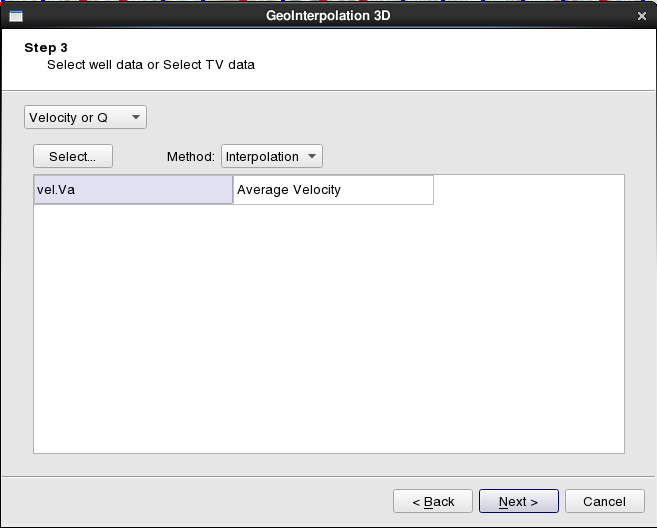 GeoInterpolation 3D
Step 3
Select well data or Select TV data
Velocity or Q
Select... Method: Interpolation
vel.Va Average Velocity
< Back Next > Cancel